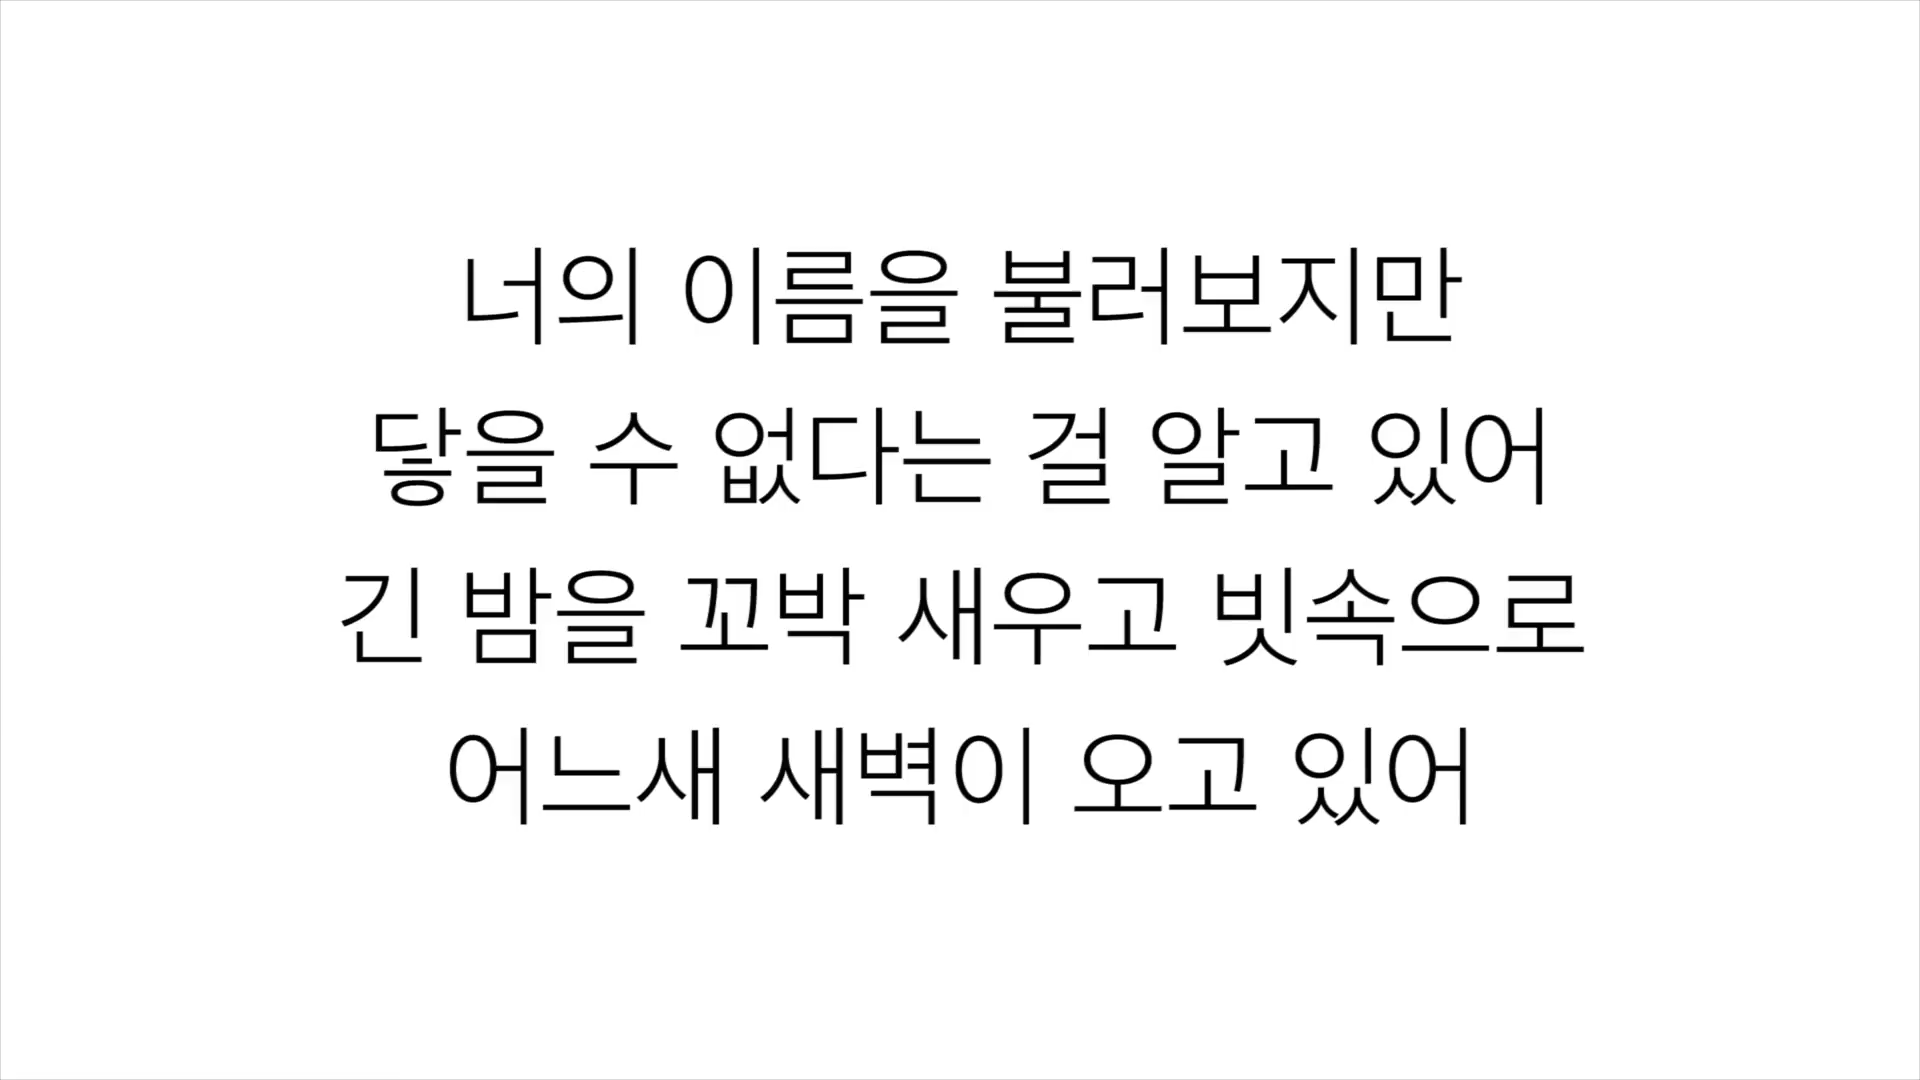 너의 이름을 불러보지만
닿을 수 없다는 걸 알고 있어
긴 밤을 꼬박 새우고 빗속으로
어느새 새벽이 오고 있어